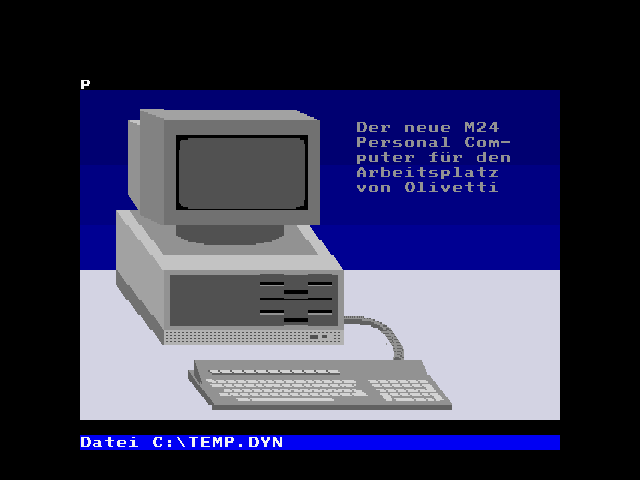 P
Der neue M24
Personal Com-
puter für den
Arbeitsplatz
von Olivetti
Datei C:\TEMP.DYN